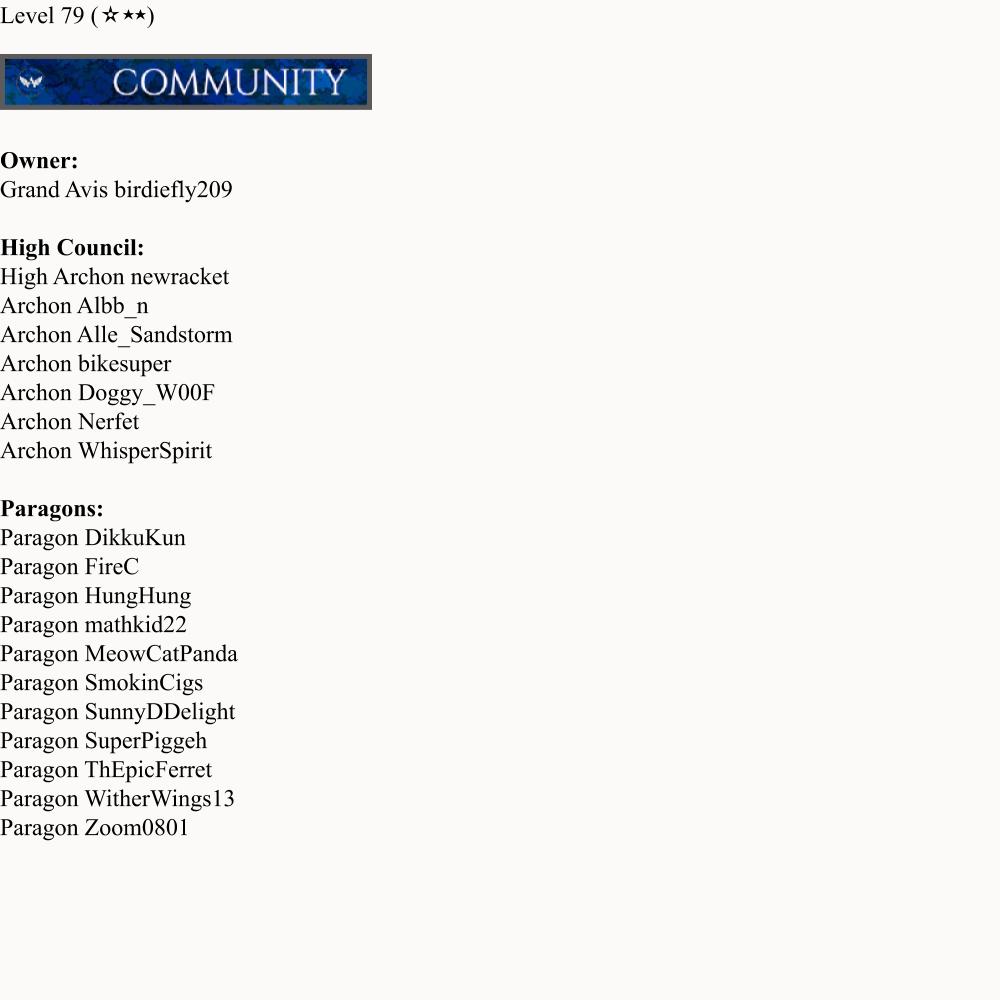 Level 79 (☆★★)
COMMUNITY
Owner:
Grand Avis birdiefly209
High Council:
High Archon newracket
Archon Albb_n
Archon Alle_Sandstorm
Archon bikesuper
Archon Doggy_W00F
Archon Nerfet
Archon WhisperSpirit
Paragons:
Paragon DikkuKun
Paragon FireC
Paragon HungHung
Paragon mathkid22
Paragon MeowCatPanda
Paragon SmokinCigs
Paragon SunnyDDelight
Paragon SuperPiggeh
Paragon ThEpicFerret
Paragon WitherWings13
Paragon Zoom0801